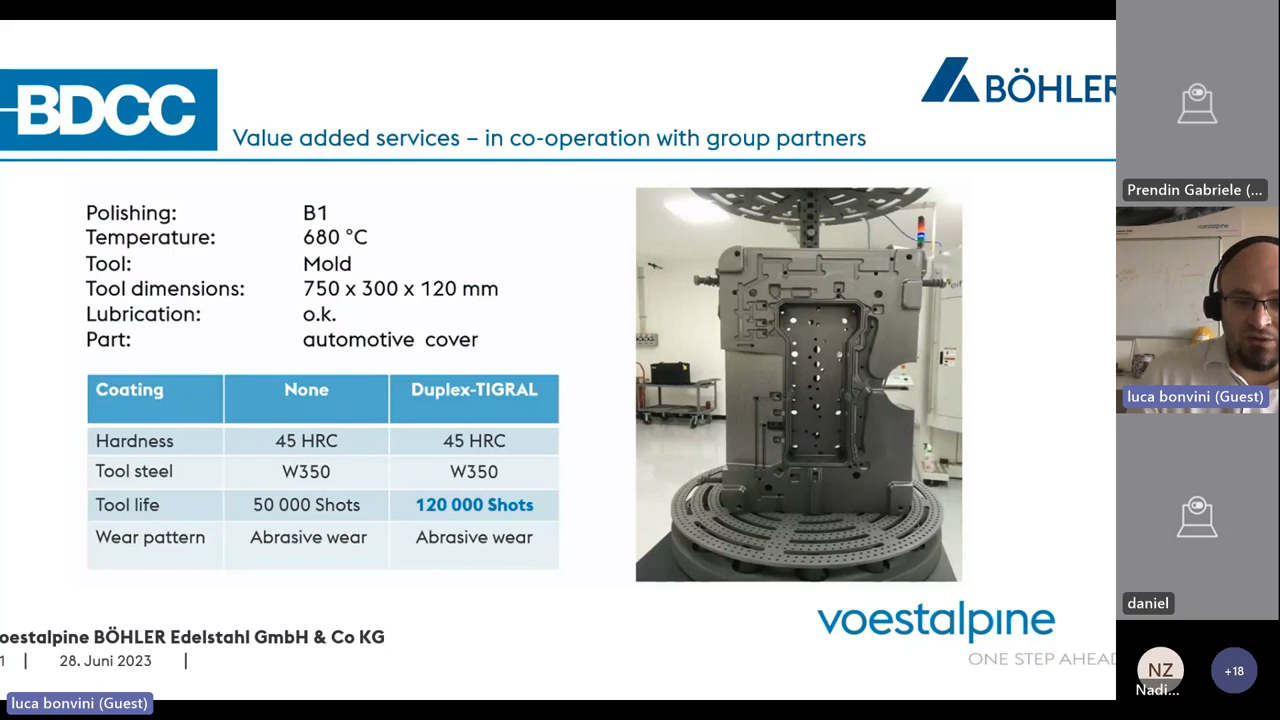 BDCC
BÖHLER
Value added services – in co-operation with group partners
Polishing: B1
Temperature: 680 °C
Tool: Mold
Tool dimensions: 750 x 300 x 120 mm
Lubrication: o.k.
Part: automotive cover
Coating None Duplex-TIGRAL
Hardness 45 HRC 45 HRC
Tool steel W350 W350
Tool life 50 000 Shots 120 000 Shots
Wear pattern Abrasive wear Abrasive wear
voestalpine
ONE STEP AHEA
oestalpine BÖHLER Edelstahl GmbH & Co KG
1 | 28. Juni 2023 |
luca bonvini (Guest)
Prendin Gabriele (...
voestalpine
luca bonvini (Guest)
daniel
NZ
Nadi...
+18